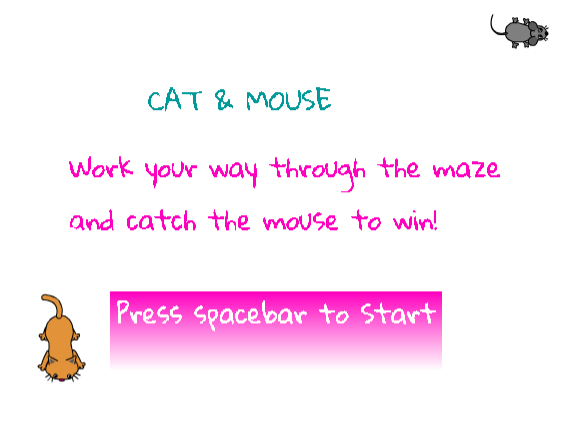 CAT & MOUSE
Work your way through the maze
and catch the mouse to win!
Press spacebar to Start